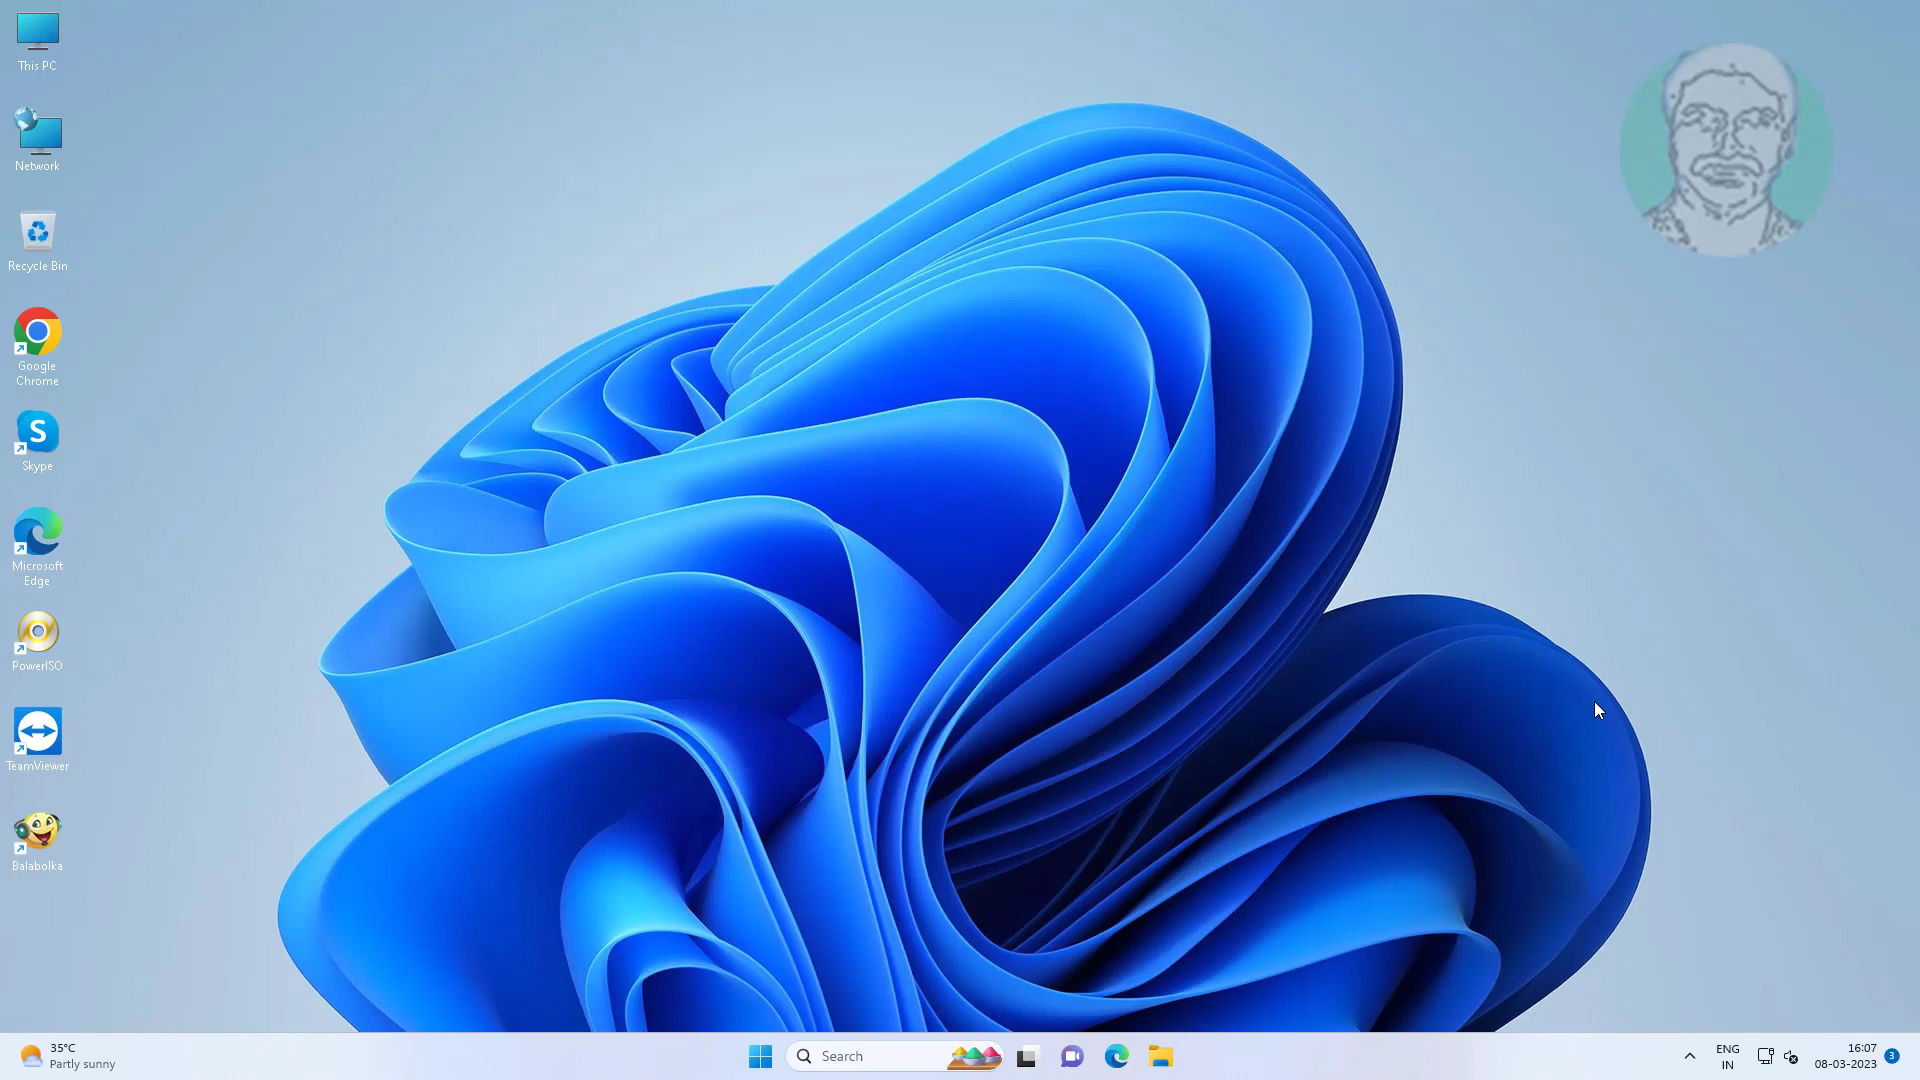 This PC
Network
Recycle Bin
Google
Chrome
S
Skype
Microsoft
Edge
PowerISO
TeamViewer
Balabolka
35°C
Partly sunny
Search
ENG
IN
16:07
08-03-2023
3